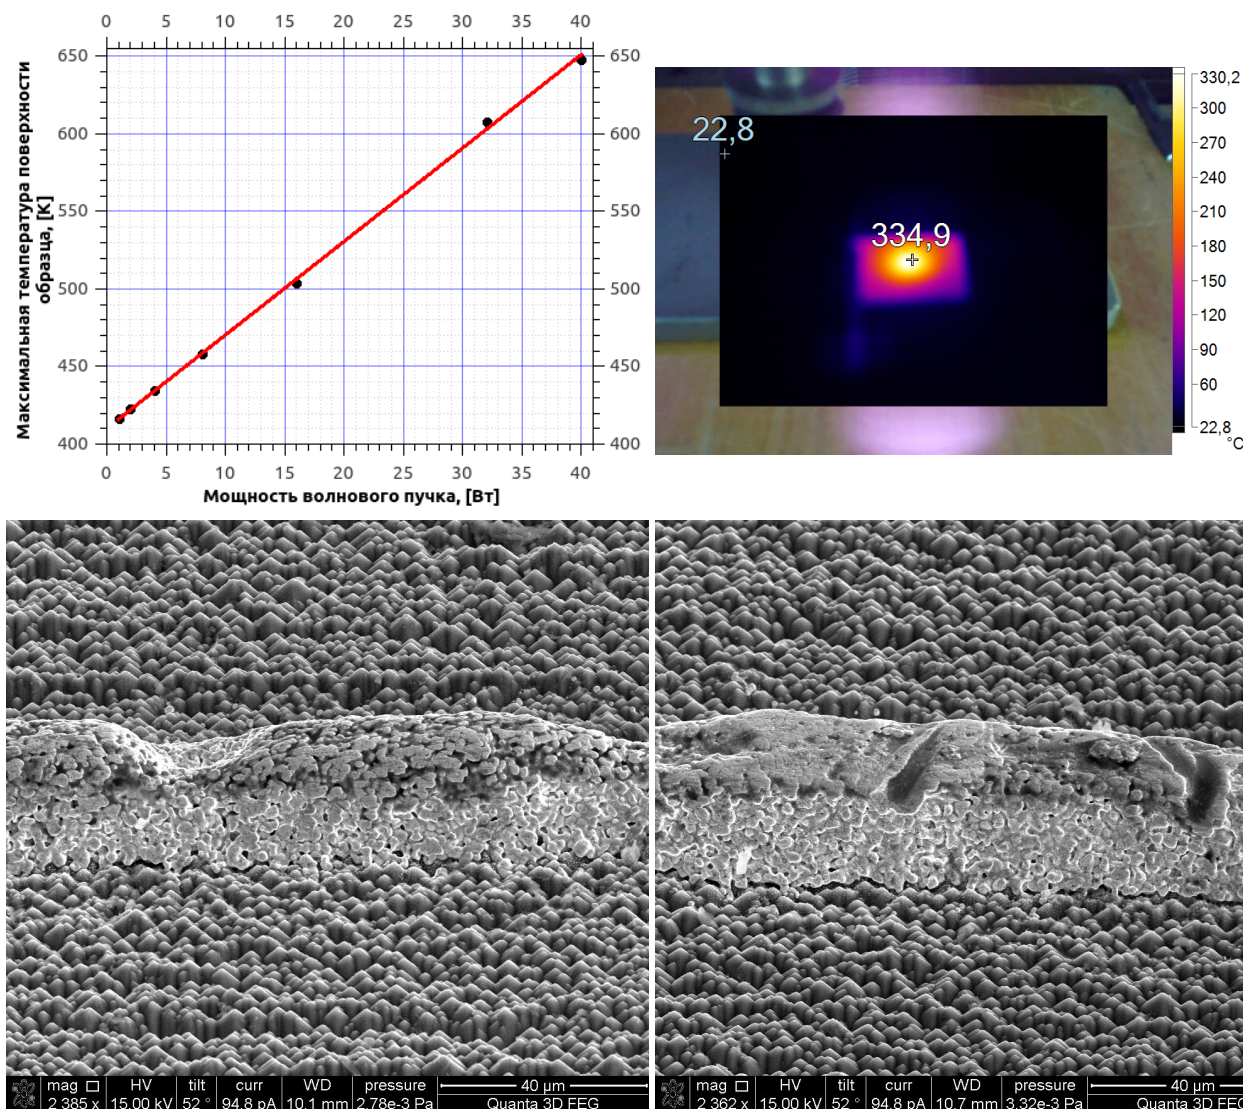 0 5 10 15 20 25 30 35 40
650 650
600 600
550 550
500 500
450 450
400 400
0 5 10 15 20 25 30 35 40
Максимальная температура поверхности
образца, [К]
Мощность волнового пучка, [Вт]
22,8
334,9
330,2
300
270
240
210
180
150
120
90
60
22,8
°C
mag HV tilt curr WD pressure 40 µm
2 385 x 15.00 kV 52 ° 94.8 pA 10.1 mm 2.78e-3 Pa Quanta 3D FEG
mag HV tilt curr WD pressure 40 µm
2 362 x 15.00 kV 52 ° 94.8 pA 10.7 mm 3.32e-3 Pa Quanta 3D FEG